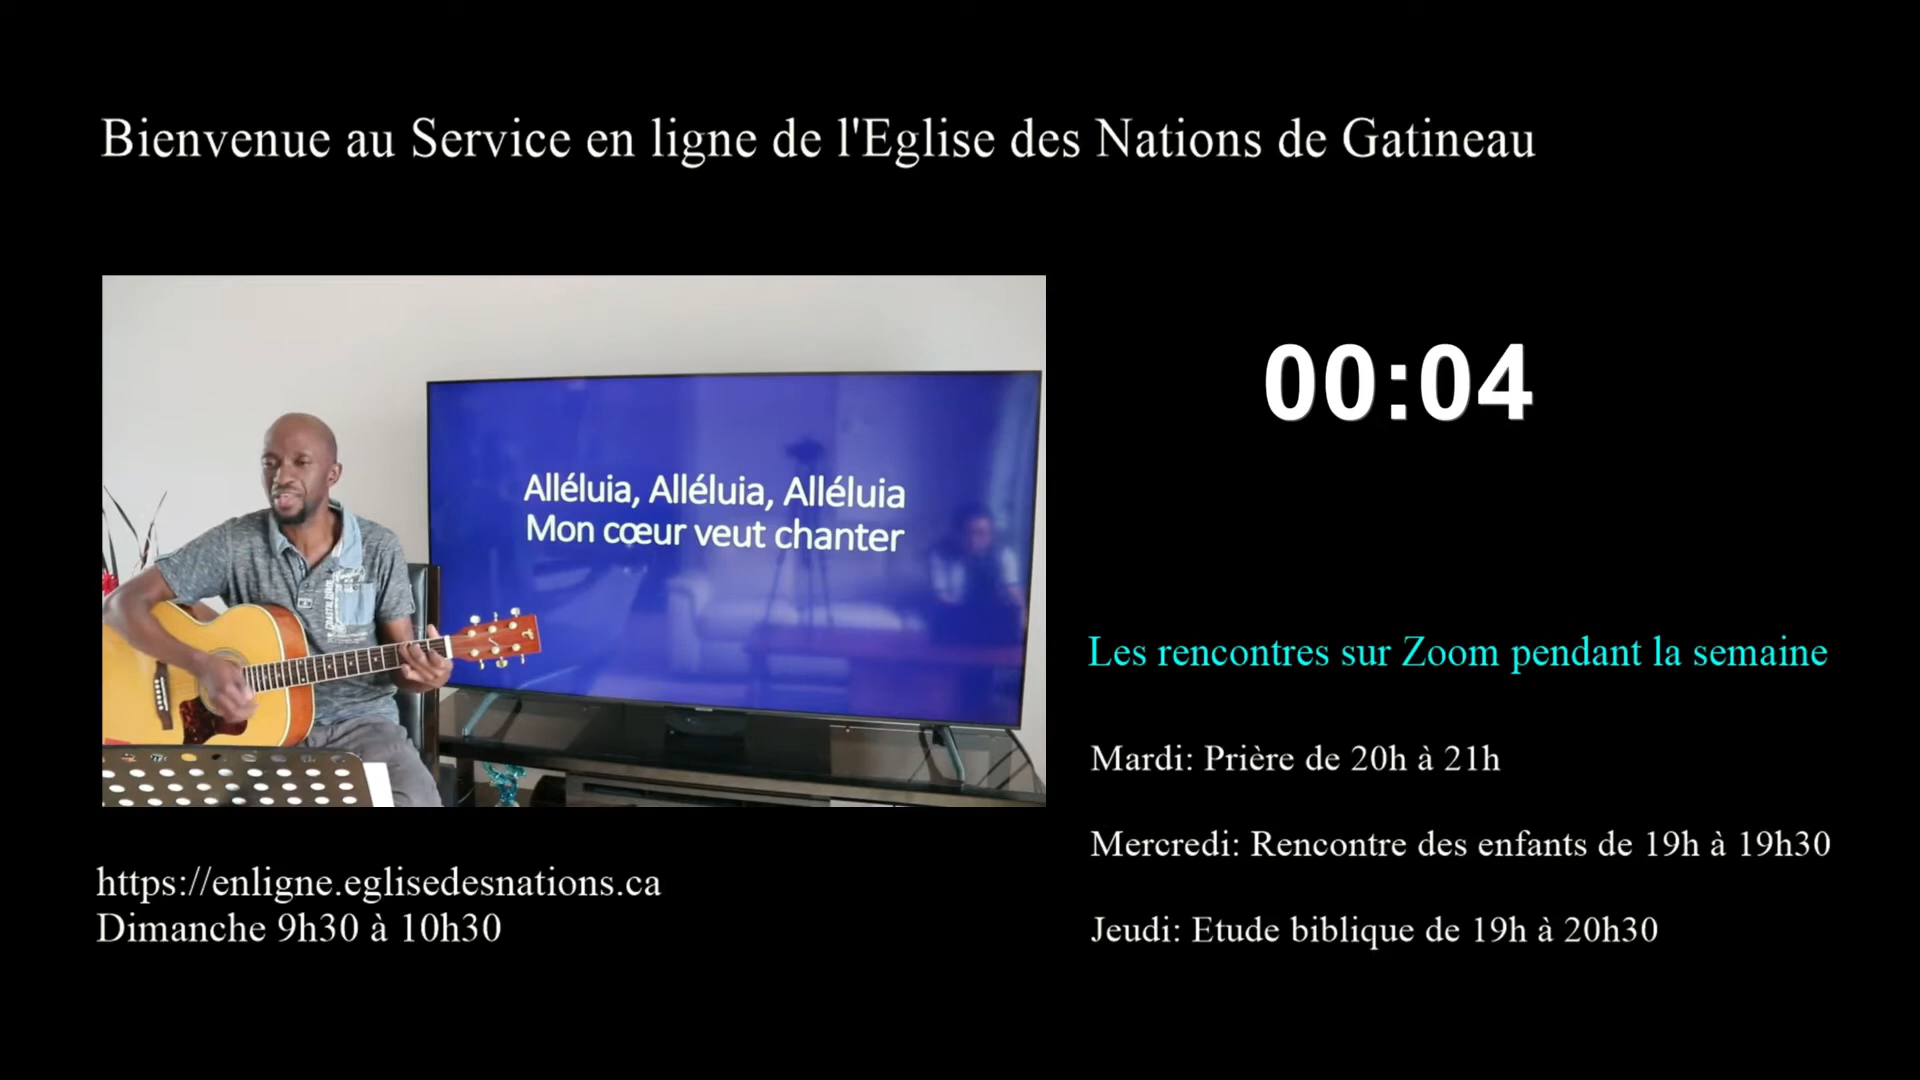 Bienvenue au Service en ligne de l'Eglise des Nations de Gatineau
00:04
Alléluia, Alléluia, Alléluia
Mon cœur veut chanter
Les rencontres sur Zoom pendant la semaine
Mardi: Prière de 20h à 21h
Mercredi: Rencontre des enfants de 19h à 19h30
Jeudi: Etude biblique de 19h à 20h30
https://enligne.eglisedesnations.ca
Dimanche 9h30 à 10h30